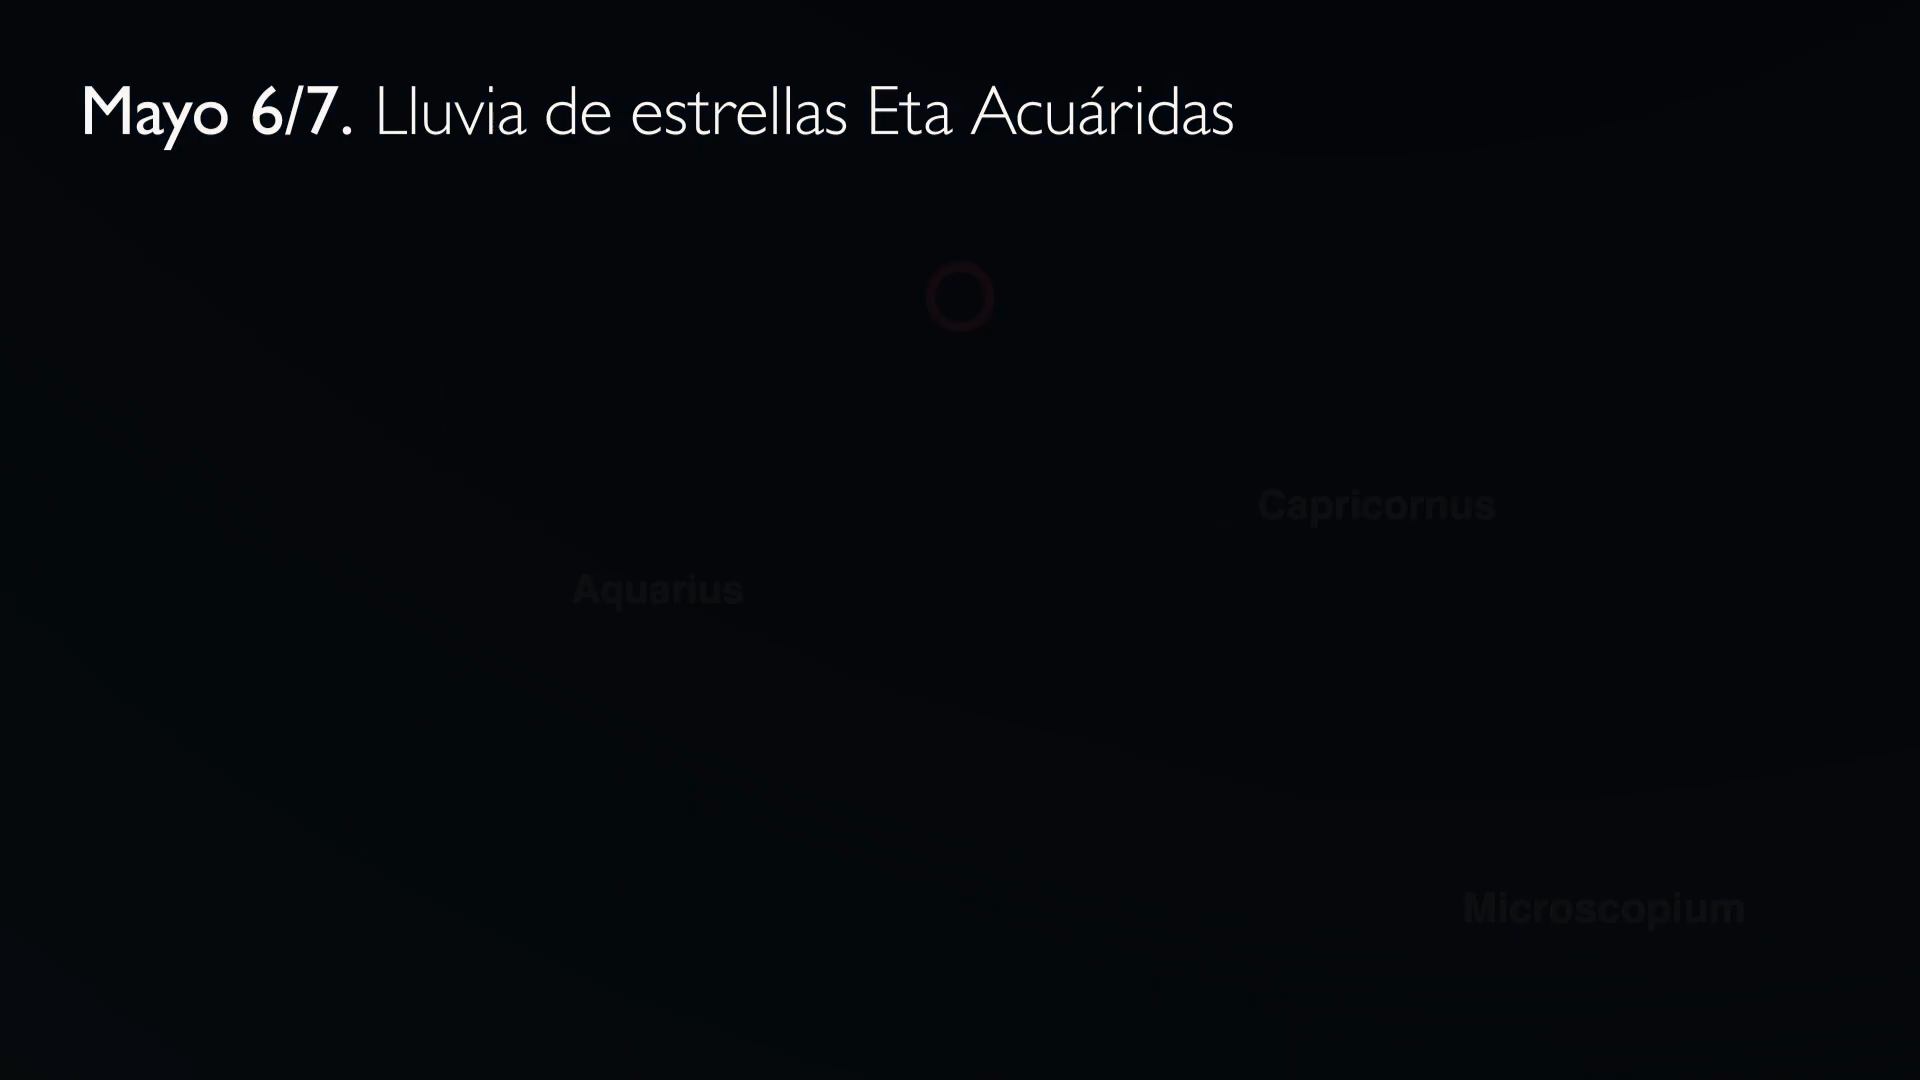 Mayo 6/7. Lluvia de estrellas Eta Acuáridas
Capricornus
Aquarius
Microscopium